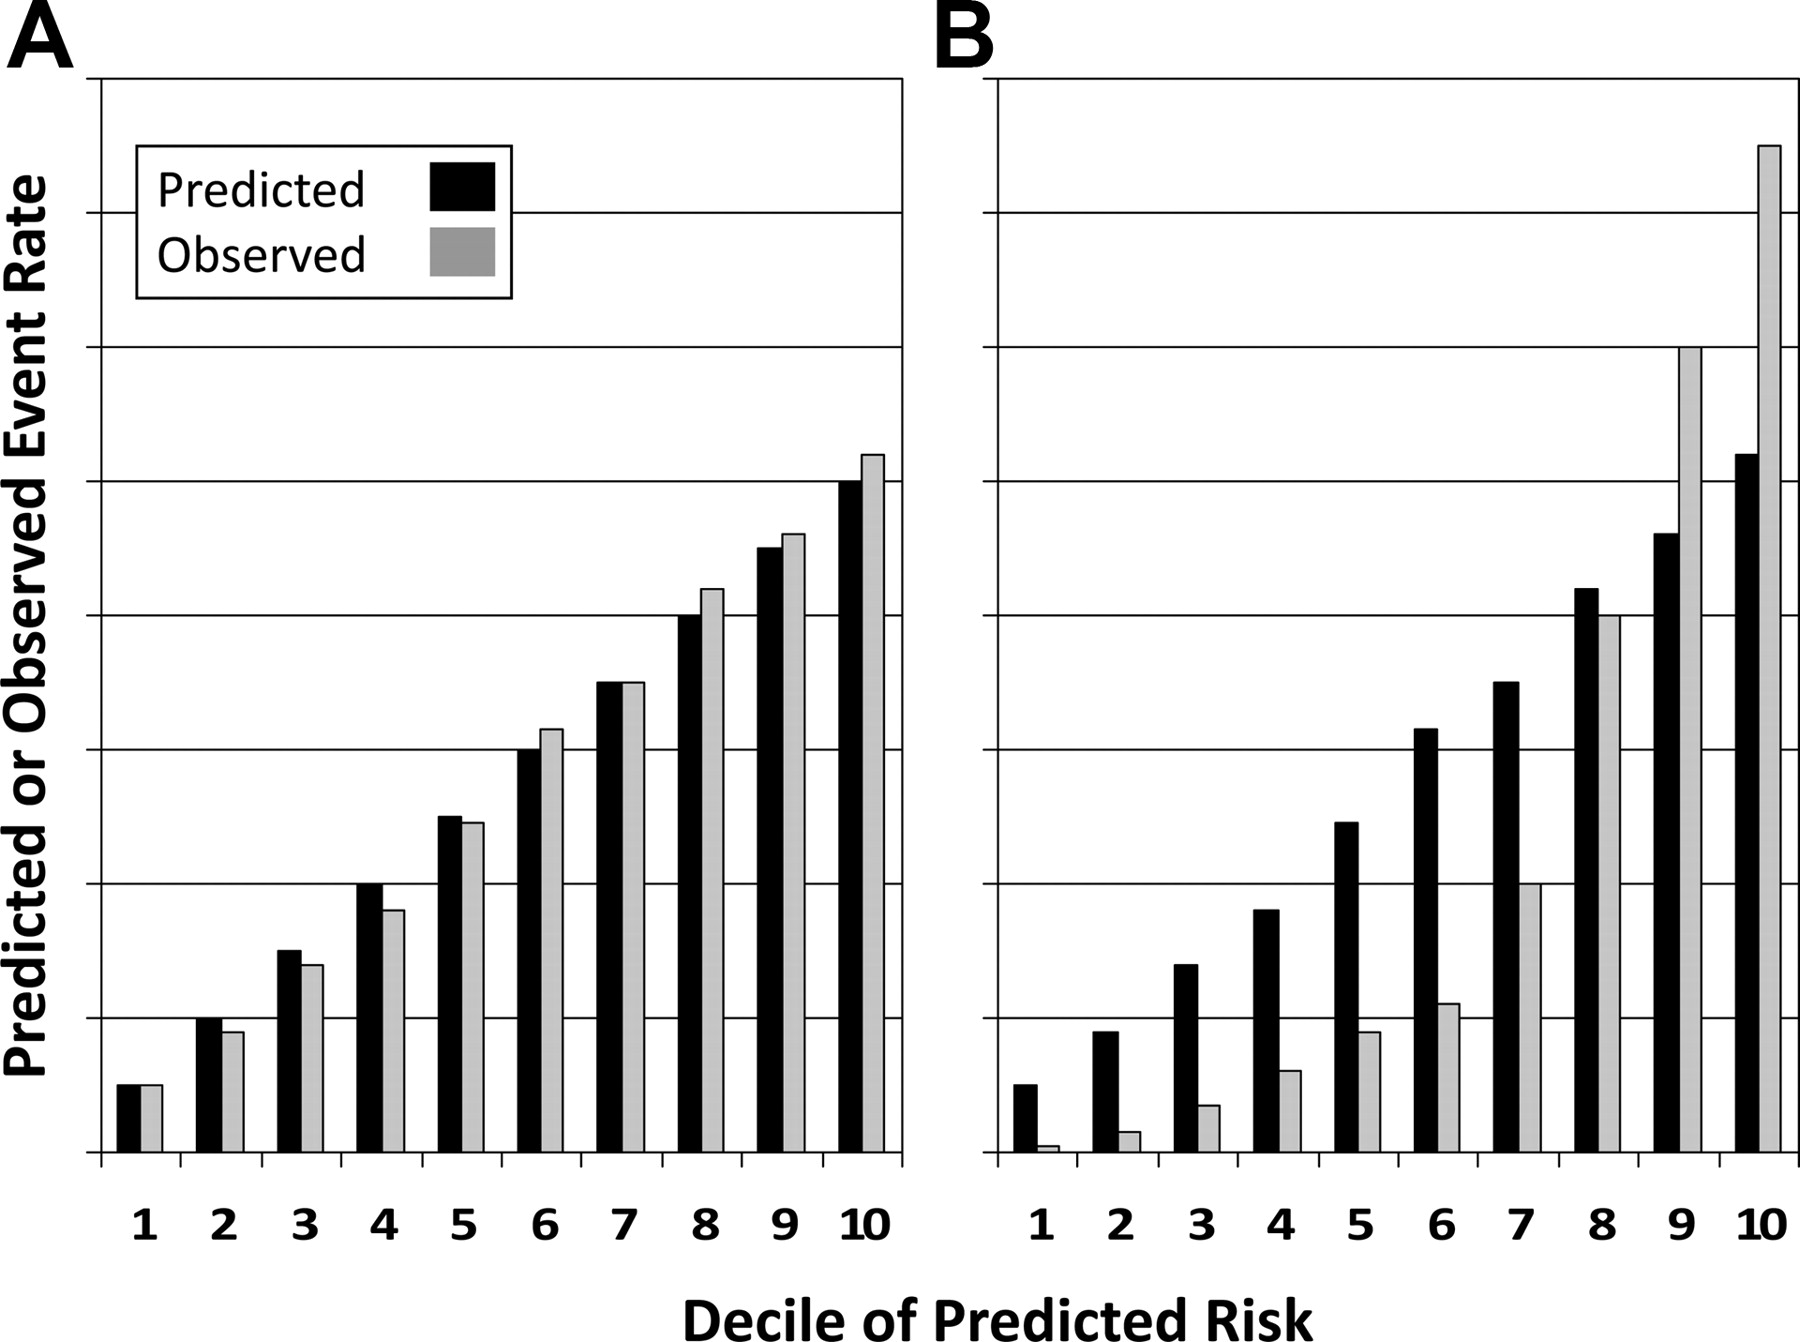 A
B
Predicted
Observed
Predicted or Observed Event Rate
1 2 3 4 5 6 7 8 9 10
1 2 3 4 5 6 7 8 9 10
Decile of Predicted Risk